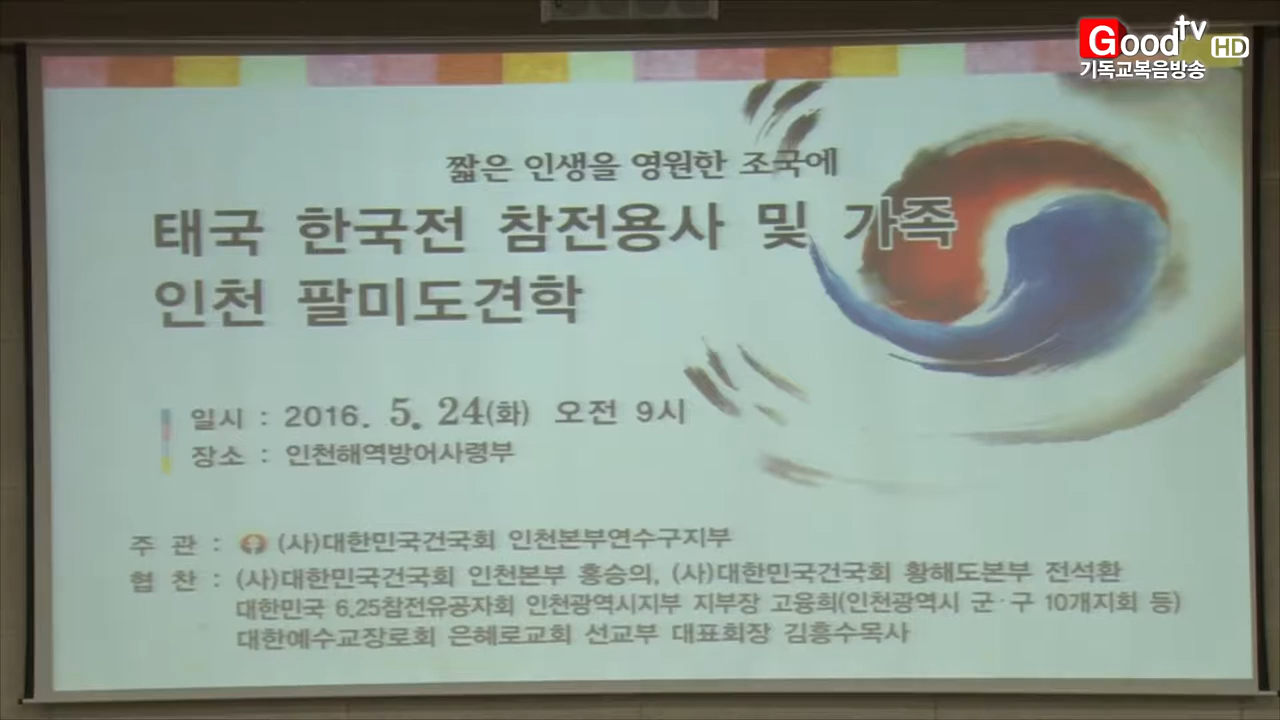 Goodtv HD
기독교복음방송
짧은 인생을 영원한 조국에
태국 한국전 참전용사 및 가족
인천 팔미도견학
일시 : 2016. 5. 24(화) 오전 9시
장소 : 인천해역방어사령부
주 관 : (사)대한민국건국회 인천본부연수구지부
협 찬 : (사)대한민국건국회 인천본부 홍승의, (사)대한민국건국회 황해도본부 전석환
대한민국 6.25참전유공자회 인천광역시지부 지부장 고융희(인천광역시 군·구 10개지회 등)
대한예수교장로회 은혜로교회 선교부 대표회장 김흥수목사